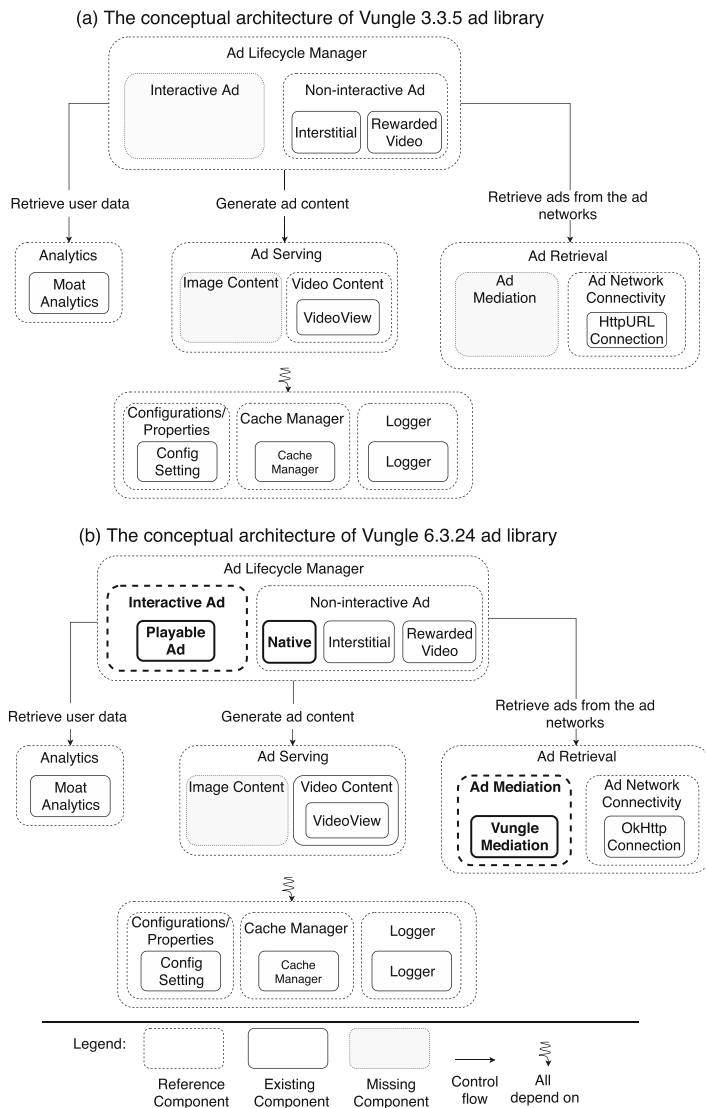 (a) The conceptual architecture of Vungle 3.3.5 ad library
Ad Lifecycle Manager
Interactive Ad
Non-interactive Ad
Interstitial
Rewarded
Video
Retrieve user data
Generate ad content
Retrieve ads from the ad
networks
Analytics
Moat
Analytics
Ad Serving
Image Content
Video Content
VideoView
Ad Retrieval
Ad
Mediation
Ad Network
Connectivity
HttpURL
Connection
Configurations/
Properties
Config
Setting
Cache Manager
Cache
Manager
Logger
Logger
(b) The conceptual architecture of Vungle 6.3.24 ad library
Ad Lifecycle Manager
Interactive Ad
Playable
Ad
Non-interactive Ad
Native
Interstitial
Rewarded
Video
Retrieve user data
Generate ad content
Retrieve ads from the ad
networks
Analytics
Moat
Analytics
Ad Serving
Image Content
Video Content
VideoView
Ad Retrieval
Ad Mediation
Vungle
Mediation
Ad Network
Connectivity
OkHttp
Connection
Configurations/
Properties
Config
Setting
Cache Manager
Cache
Manager
Logger
Logger
Legend:
Reference
Component
Existing
Component
Missing
Component
Control
flow
All
depend on